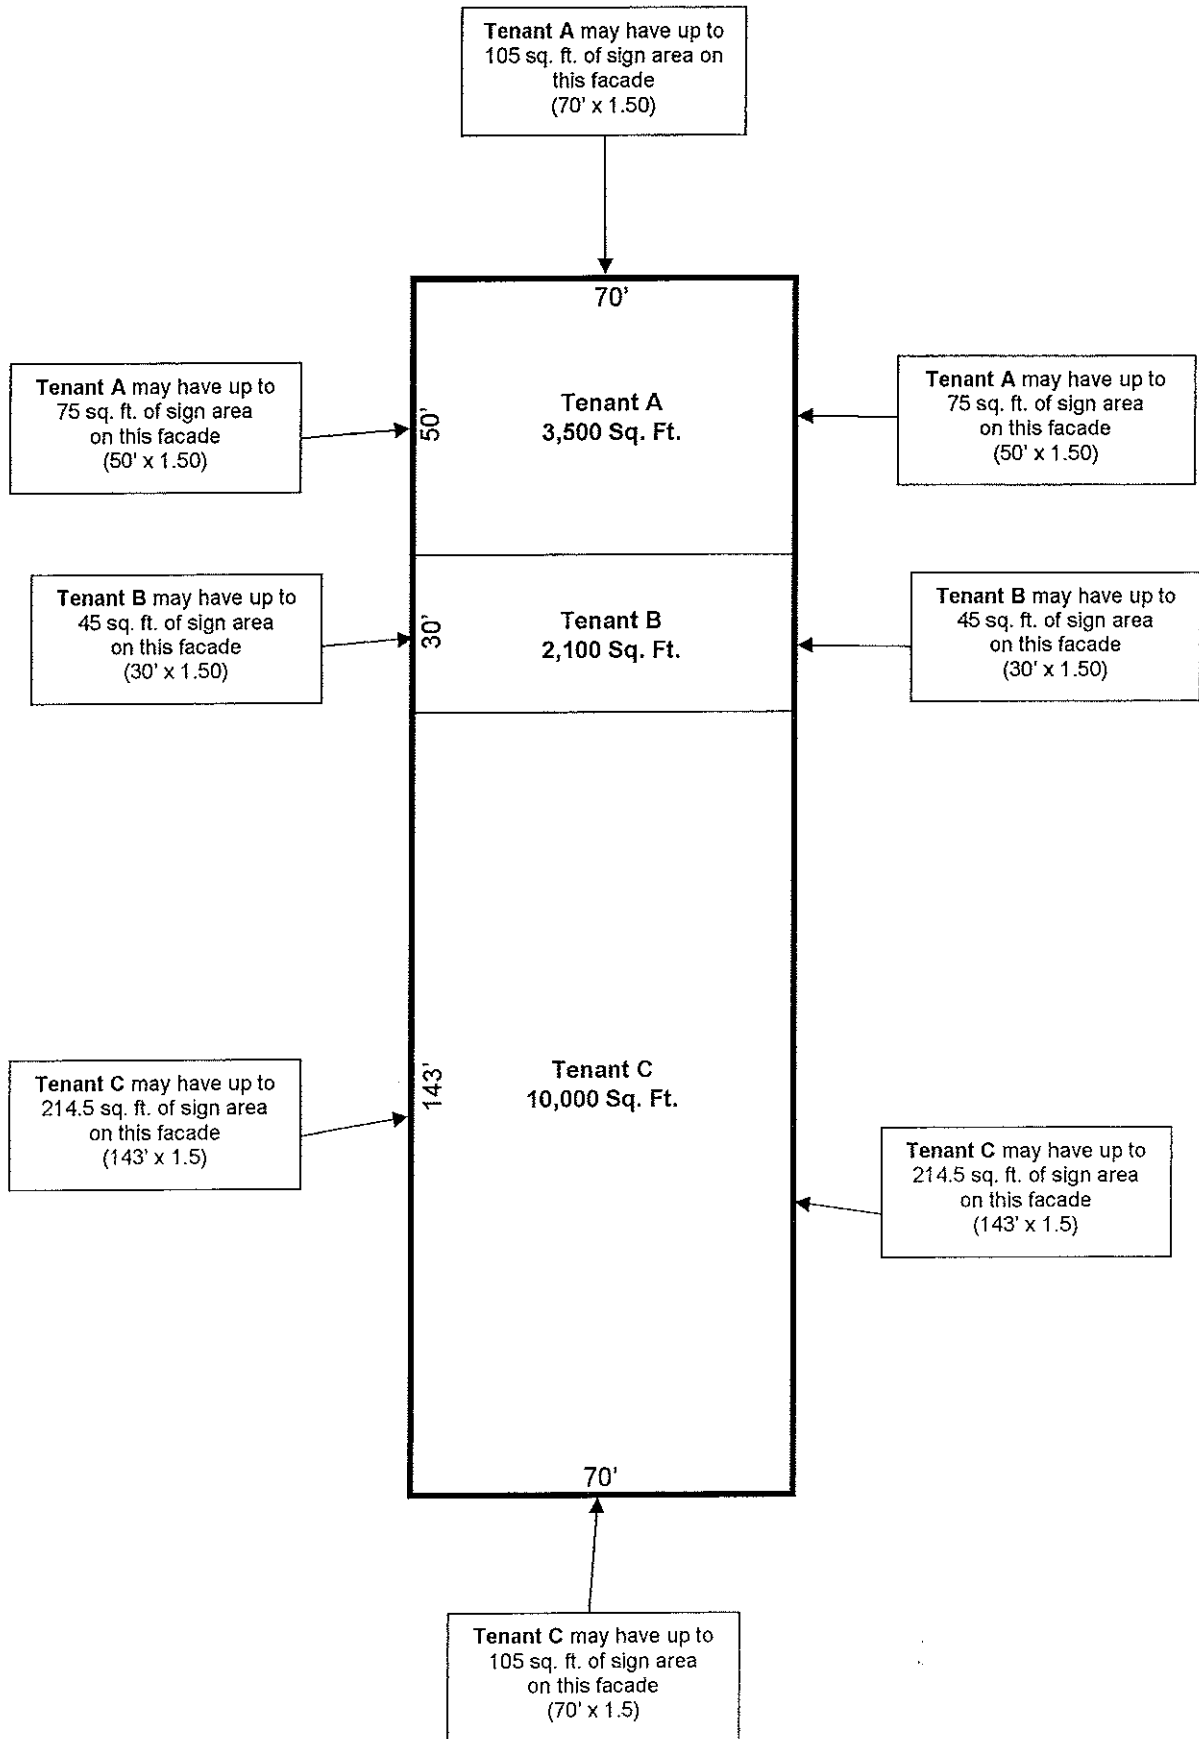 Tenant A may have up to
105 sq. ft. of sign area on
this facade
(70' x 1.50)
70'
Tenant A may have up to
75 sq. ft. of sign area
on this facade
(50' x 1.50)
50'
Tenant A
3,500 Sq. Ft.
Tenant A may have up to
75 sq. ft. of sign area
on this facade
(50' x 1.50)
Tenant B may have up to
45 sq. ft. of sign area
on this facade
(30' x 1.50)
30'
Tenant B
2,100 Sq. Ft.
Tenant B may have up to
45 sq. ft. of sign area
on this facade
(30' x 1.50)
Tenant C may have up to
214.5 sq. ft. of sign area
on this facade
(143' x 1.5)
143'
Tenant C
10,000 Sq. Ft.
Tenant C may have up to
214.5 sq. ft. of sign area
on this facade
(143' x 1.5)
70'
Tenant C may have up to
105 sq. ft. of sign area
on this facade
(70' x 1.5)